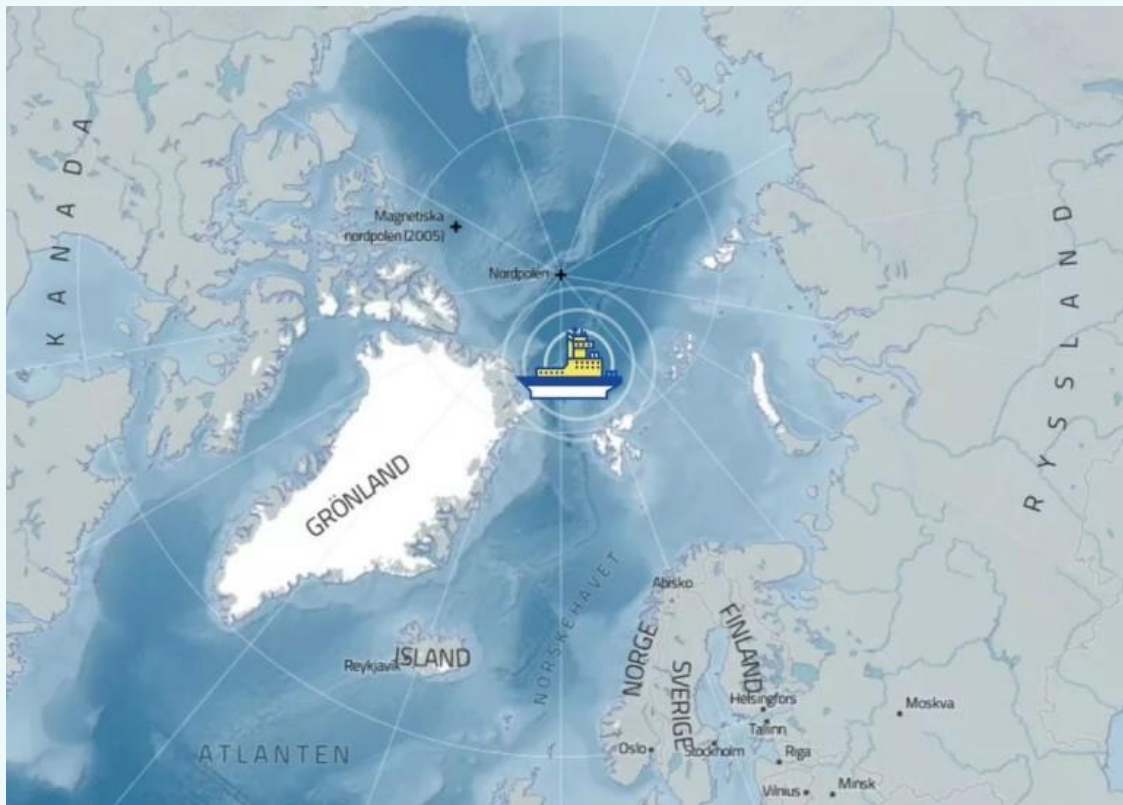 KANADA
Magnetiska
nordpolen (2005)
Nordpolen
RYSSLAND
GRÖNLAND
NORSKEHAVET
Abisko
NORGE
FINLAND
Reykjavik
ISLAND
SVERIGE
Helsingfors
Moskva
Tallinn
Oslo
Stockholm
Riga
ATLANTEN
Vilnius
Minsk